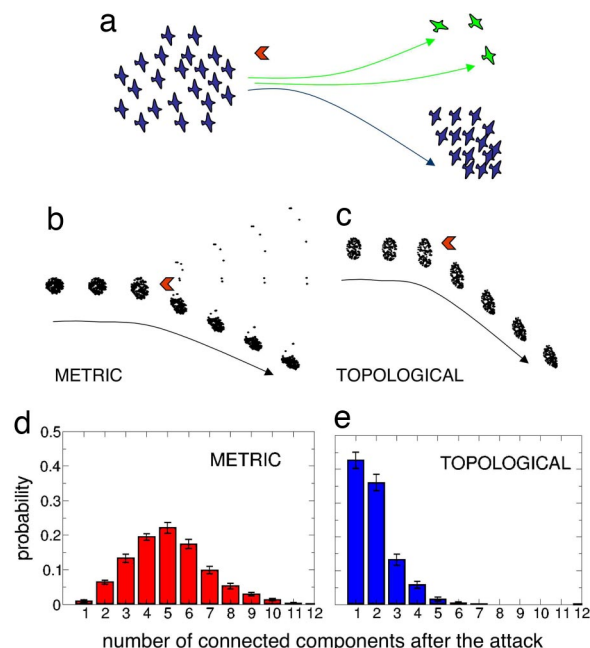 a
b
c
METRIC
TOPOLOGICAL
d
e
0.5
0.4
0.3
0.2
0.1
0
probability
METRIC
TOPOLOGICAL
1 2 3 4 5 6 7 8 9 10 11 12
1 2 3 4 5 6 7 8 9 10 11 12
number of connected components after the attack